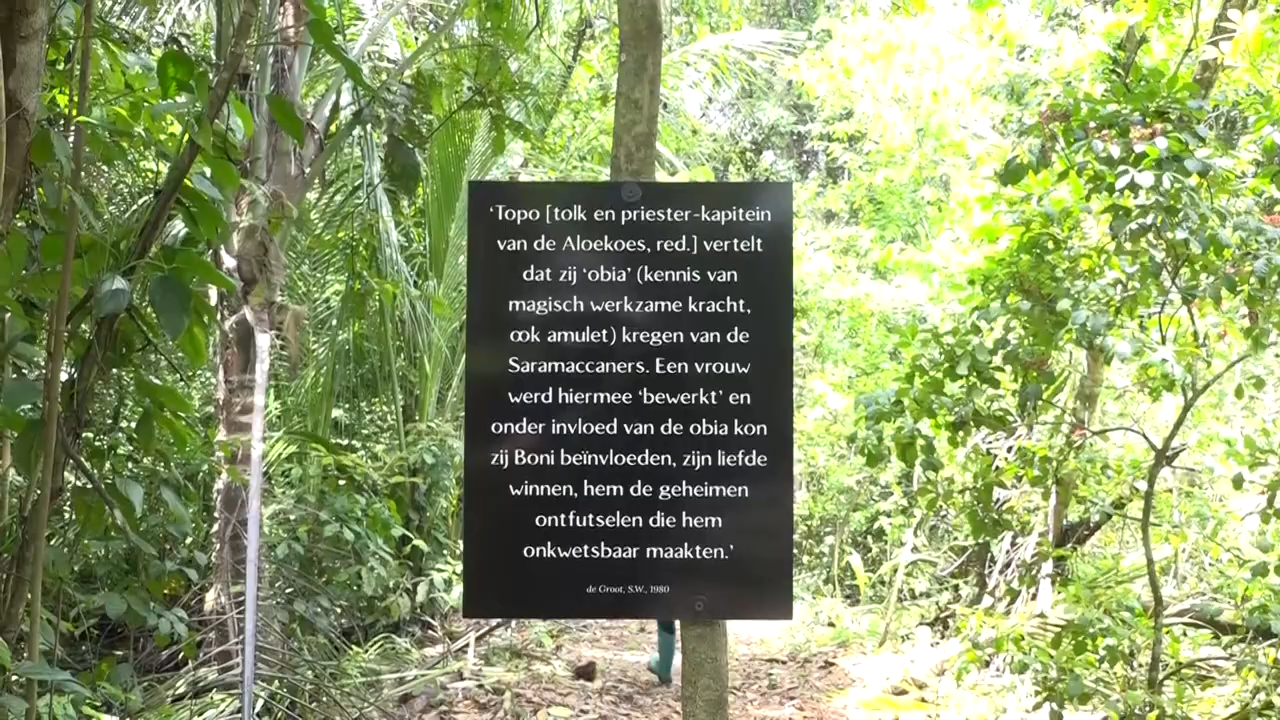 ‘Topo [tolk en priester-kapitein
van de Aloekoes, red.] vertelt
dat zij ‘obia’ (kennis van
magisch werkzame kracht,
ook amulet) kregen van de
Saramaccaners. Een vrouw
werd hiermee ‘bewerkt’ en
onder invloed van de obia kon
zij Boni beïnvloeden, zijn liefde
winnen, hem de geheimen
ontfutselen die hem
onkwetsbaar maakten.’
de Groot, S.W., 1980